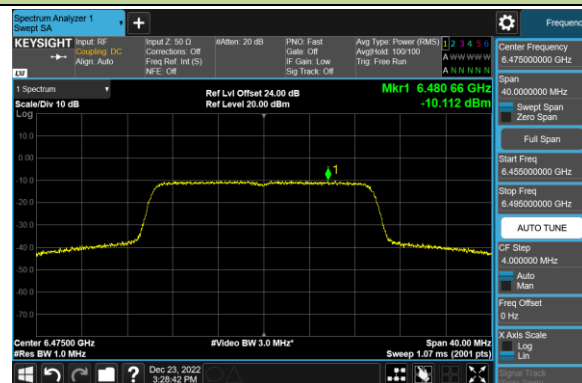 Spectrum Analyzer 1
Swept SA
Frequency
KEYSIGHT
Input: RF
Coupling: DC
Align: Auto
Input Z: 50 Ω
Corrections: Off
Freq Ref: Int (S)
NFE: Off
#Atten: 20 dB
PNO: Fast
Gate: Off
IF Gain: Low
Sig Track: Off
Avg Type: Power (RMS)
Avg|Hold: 100/100
Trig: Free Run
1 2 3 4 5 6
A W W W W W
A N N N N N
LXI
1 Spectrum
Scale/Div 10 dB
Ref Lvl Offset 24.00 dB
Ref Level 20.00 dBm
Mkr1 6.480 66 GHz
-10.112 dBm
Log
10.0
0.00
-10.0
-20.0
-30.0
-40.0
-50.0
-60.0
-70.0
1
Center 6.47500 GHz
#Res BW 1.0 MHz
#Video BW 3.0 MHz*
Span 40.00 MHz
Sweep 1.07 ms (2001 pts)
Center Frequency
6.475000000 GHz
Span
40.0000000 MHz
Swept Span
Zero Span
Full Span
Start Freq
6.455000000 GHz
Stop Freq
6.495000000 GHz
AUTO TUNE
CF Step
4.000000 MHz
Auto
Man
Freq Offset
0 Hz
X Axis Scale
Log
Lin
Signal Track
Dec 23, 2022
3:28:42 PM